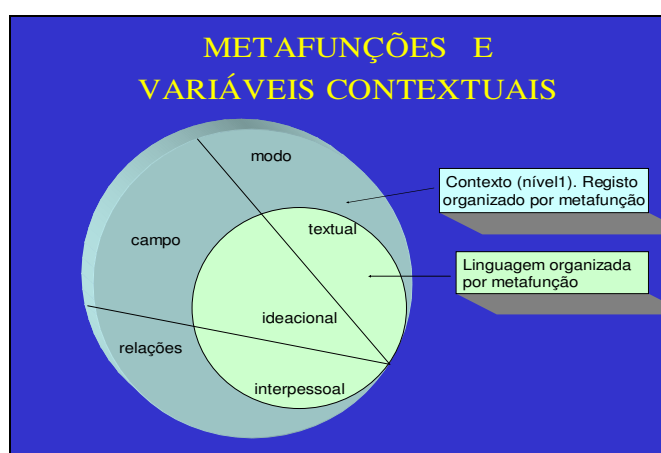 METAFUNÇÕES E
VARIÁVEIS CONTEXTUAIS
modo
Contexto (nível1). Registo
organizado por metafunção
textual
campo
Linguagem organizada
por metafunção
ideacional
relações
interpessoal